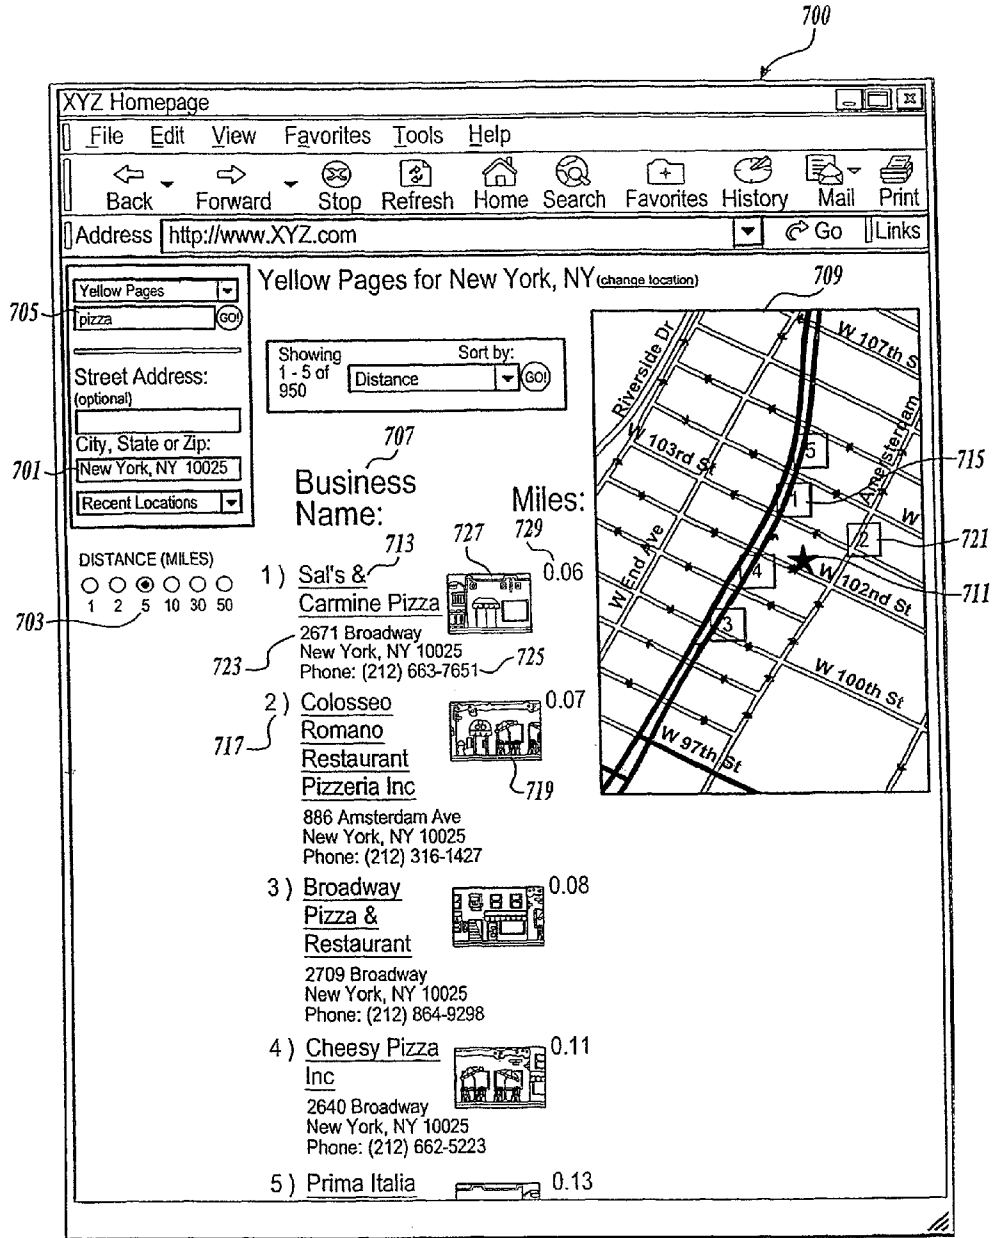 700
XYZ Homepage
File Edit View Favorites Tools Help
Back Forward Stop Refresh Home Search Favorites History Mail Print
Address http://www.XYZ.com Go Links
Yellow Pages
705 pizza GO!
Street Address:
(optional)
City, State or Zip:
701 New York, NY 10025
Recent Locations
DISTANCE (MILES)
1 2 5 10 30 50
703
Yellow Pages for New York, NY (change location)
Showing
1 - 5 of
950
Sort by:
Distance GO!
707
Business
Name:
Miles:
713 727 729
1) Sal's &
Carmine Pizza
0.06
2671 Broadway
New York, NY 10025
Phone: (212) 663-7651
723 725
2) Colosseo
Romano
Restaurant
Pizzeria Inc
0.07
717 719
886 Amsterdam Ave
New York, NY 10025
Phone: (212) 316-1427
3) Broadway
Pizza &
Restaurant
0.08
2709 Broadway
New York, NY 10025
Phone: (212) 864-9298
4) Cheesy Pizza
Inc
0.11
2640 Broadway
New York, NY 10025
Phone: (212) 662-5223
5) Prima Italia
0.13
709
Riverside Dr
W 107th S
Amsterdam
W 103rd St
5
1
715
W
2
721
W End Ave
4
W 102nd St
711
3
W 100th St
W 97th St